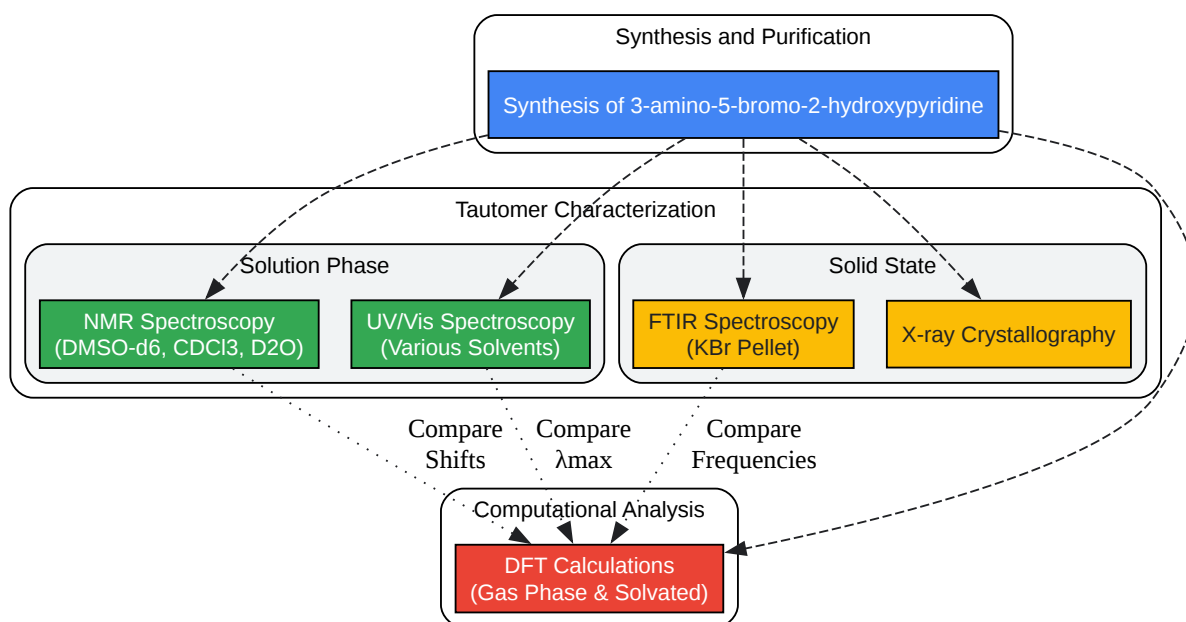 Synthesis and Purification
Synthesis of 3-amino-5-bromo-2-hydroxypyridine
Tautomer Characterization
Solution Phase
Solid State
NMR Spectroscopy
(DMSO-d6, CDCl3, D2O)
UV/Vis Spectroscopy
(Various Solvents)
FTIR Spectroscopy
(KBr Pellet)
X-ray Crystallography
Compare
Shifts
Compare
λmax
Compare
Frequencies
Computational Analysis
DFT Calculations
(Gas Phase & Solvated)